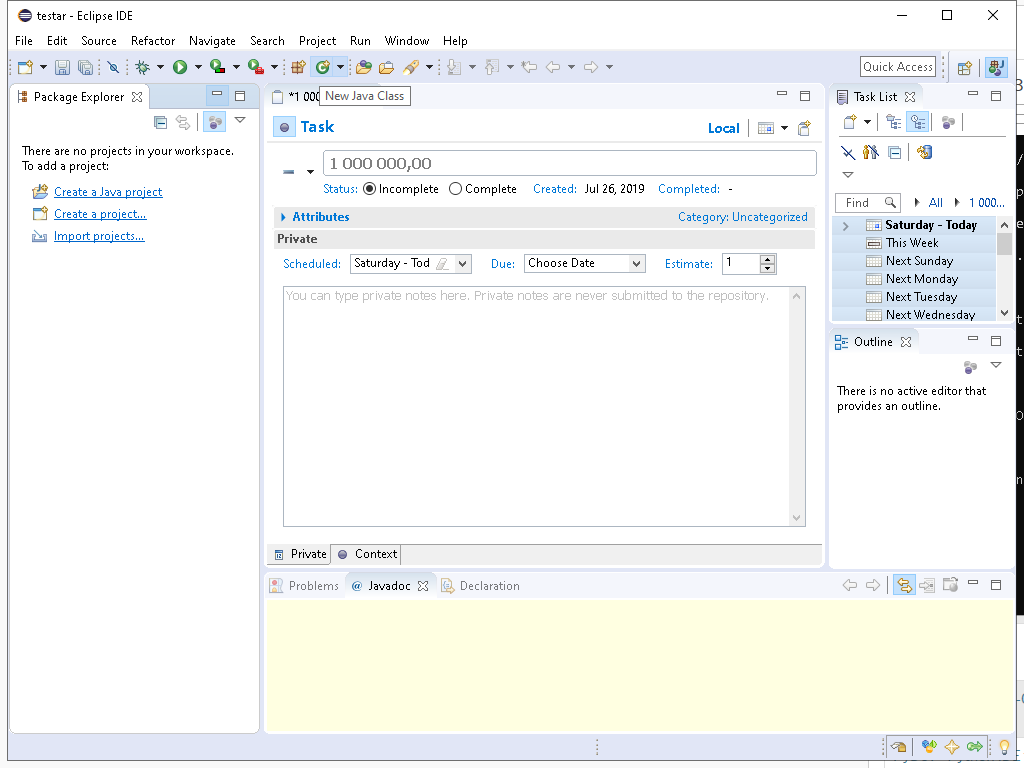 testar - Eclipse IDE
File Edit Source Refactor Navigate Search Project Run Window Help
Quick Access
Package Explorer
There are no projects in your workspace.
To add a project:
Create a Java project
Create a project...
Import projects...
*1 000
New Java Class
Task
Local
1 000 000,00
Status: Incomplete Complete Created: Jul 26, 2019 Completed: -
Attributes Category: Uncategorized
Private
Scheduled: Saturday - Tod Due: Choose Date Estimate: 1
You can type private notes here. Private notes are never submitted to the repository.
Private Context
Task List
Find All 1 000...
Saturday - Today
This Week
Next Sunday
Next Monday
Next Tuesday
Next Wednesday
Outline
There is no active editor that
provides an outline.
Problems @ Javadoc Declaration